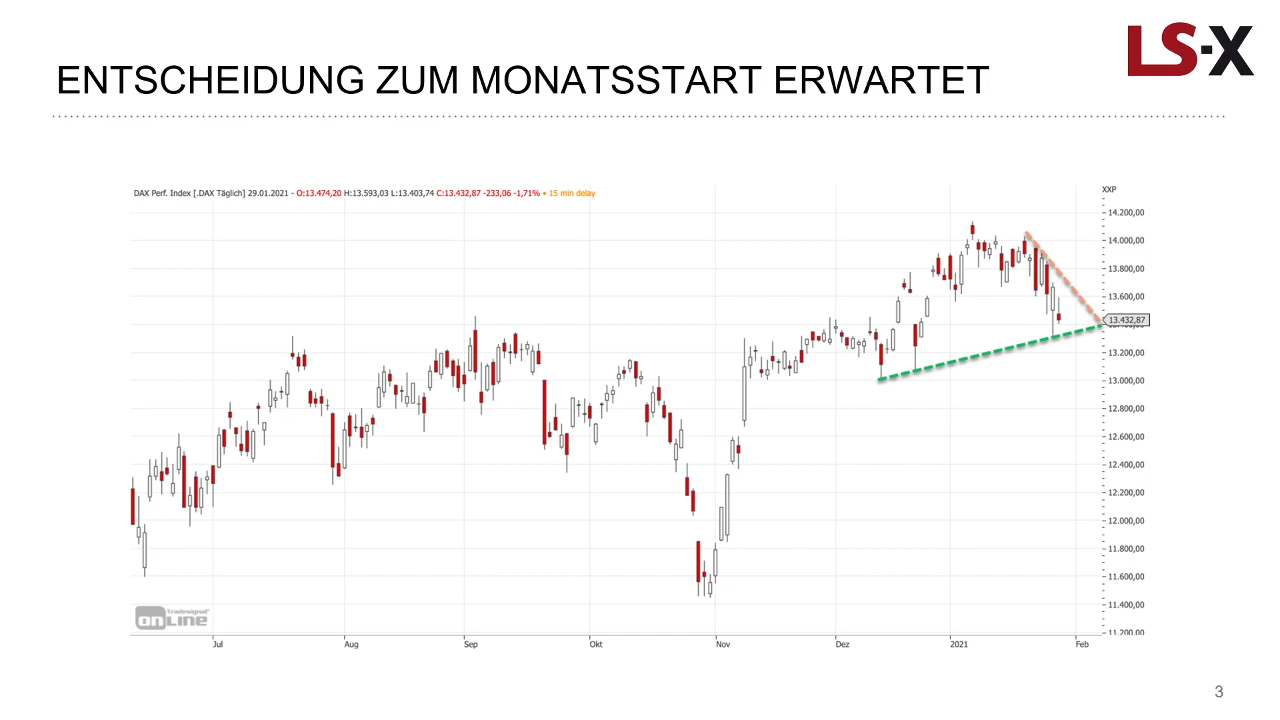 LS-X
ENTSCHEIDUNG ZUM MONATSSTART ERWARTET
DAX Perf. Index [.DAX Täglich] 29.01.2021 - O:13.474,20 H:13.593,03 L:13.403,74 C:13.432,87 -233,06 -1,71% • 15 min delay
XXP
14.200,00
14.000,00
13.800,00
13.600,00
13.432,87
13.200,00
13.000,00
12.800,00
12.600,00
12.400,00
12.200,00
12.000,00
11.800,00
11.600,00
11.400,00
11.200,00
Tradesignal®
onLine
Jul Aug Sep Okt Nov Dez 2021 Feb
3